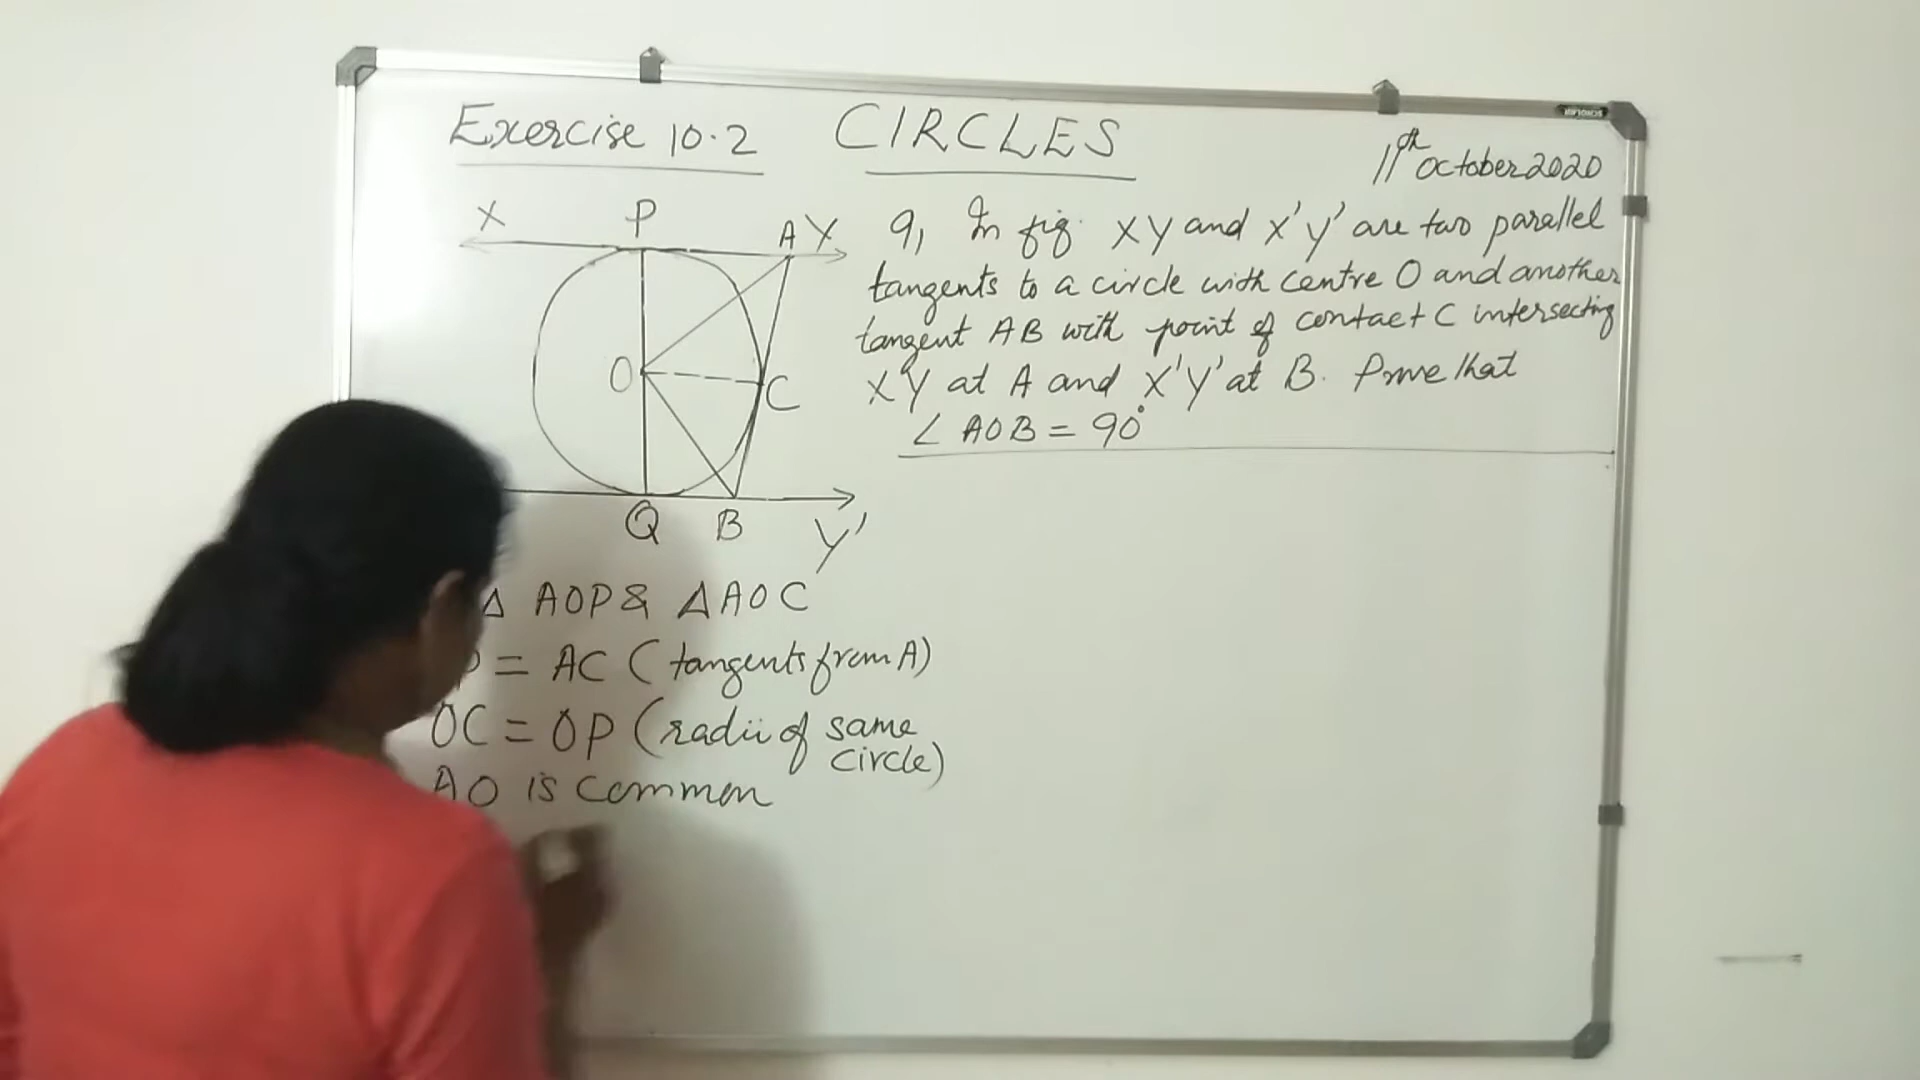 Exercise 10.2 CIRCLES
11th October 2020
X P A Y
O C
Q B Y'
9, In fig. XY and X'Y' are two parallel
tangents to a circle with centre O and another
tangent AB with point of contact C intersecting
XY at A and X'Y' at B. Prove that
∠AOB = 90°
Δ AOP & ΔAOC
P = AC (tangents from A)
OC = OP (radii of same
circle)
AO is common